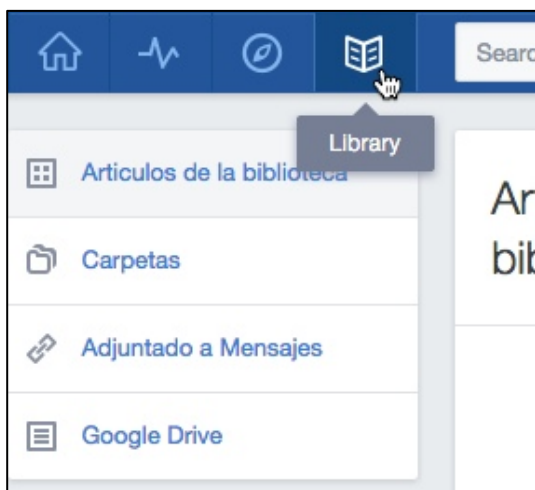 Searc
Library
Articulos de la biblioteca
Carpetas
Adjuntado a Mensajes
Google Drive
Ar
bib